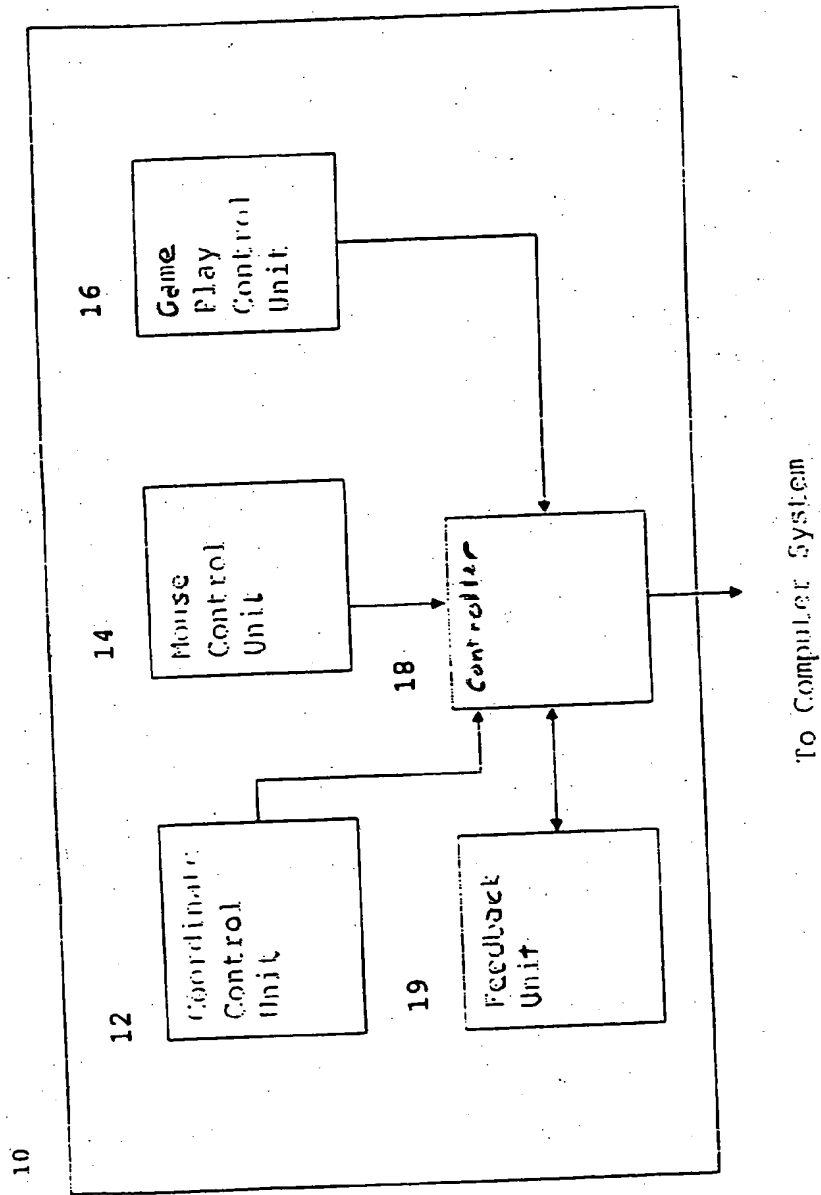 10
12
Coordinate
Control
Unit
14
Mouse
Control
Unit
16
Game
Play
Control
Unit
19
Feedback
Unit
18
Controller
To Computer System